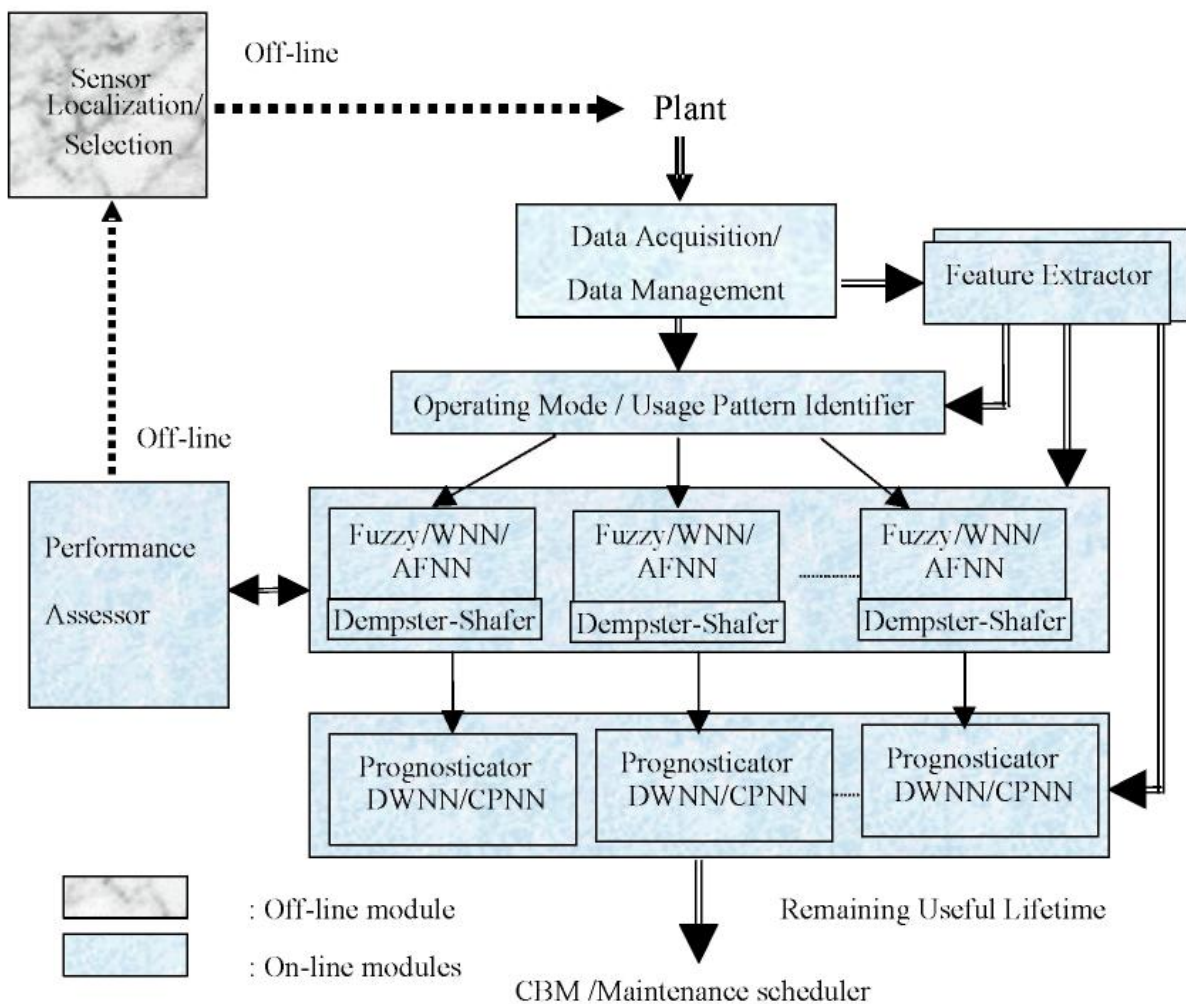 Off-line
Sensor
Localization/
Selection
Plant
Data Acquisition/
Data Management
Feature Extractor
Operating Mode / Usage Pattern Identifier
Off-line
Performance
Assessor
Fuzzy/WNN/
AFNN
Dempster-Shafer
Fuzzy/WNN/
AFNN
Dempster-Shafer
Fuzzy/WNN/
AFNN
Dempster-Shafer
Prognosticator
DWNN/CPNN
Prognosticator
DWNN/CPNN
Prognosticator
DWNN/CPNN
: Off-line module
Remaining Useful Lifetime
: On-line modules
CBM /Maintenance scheduler